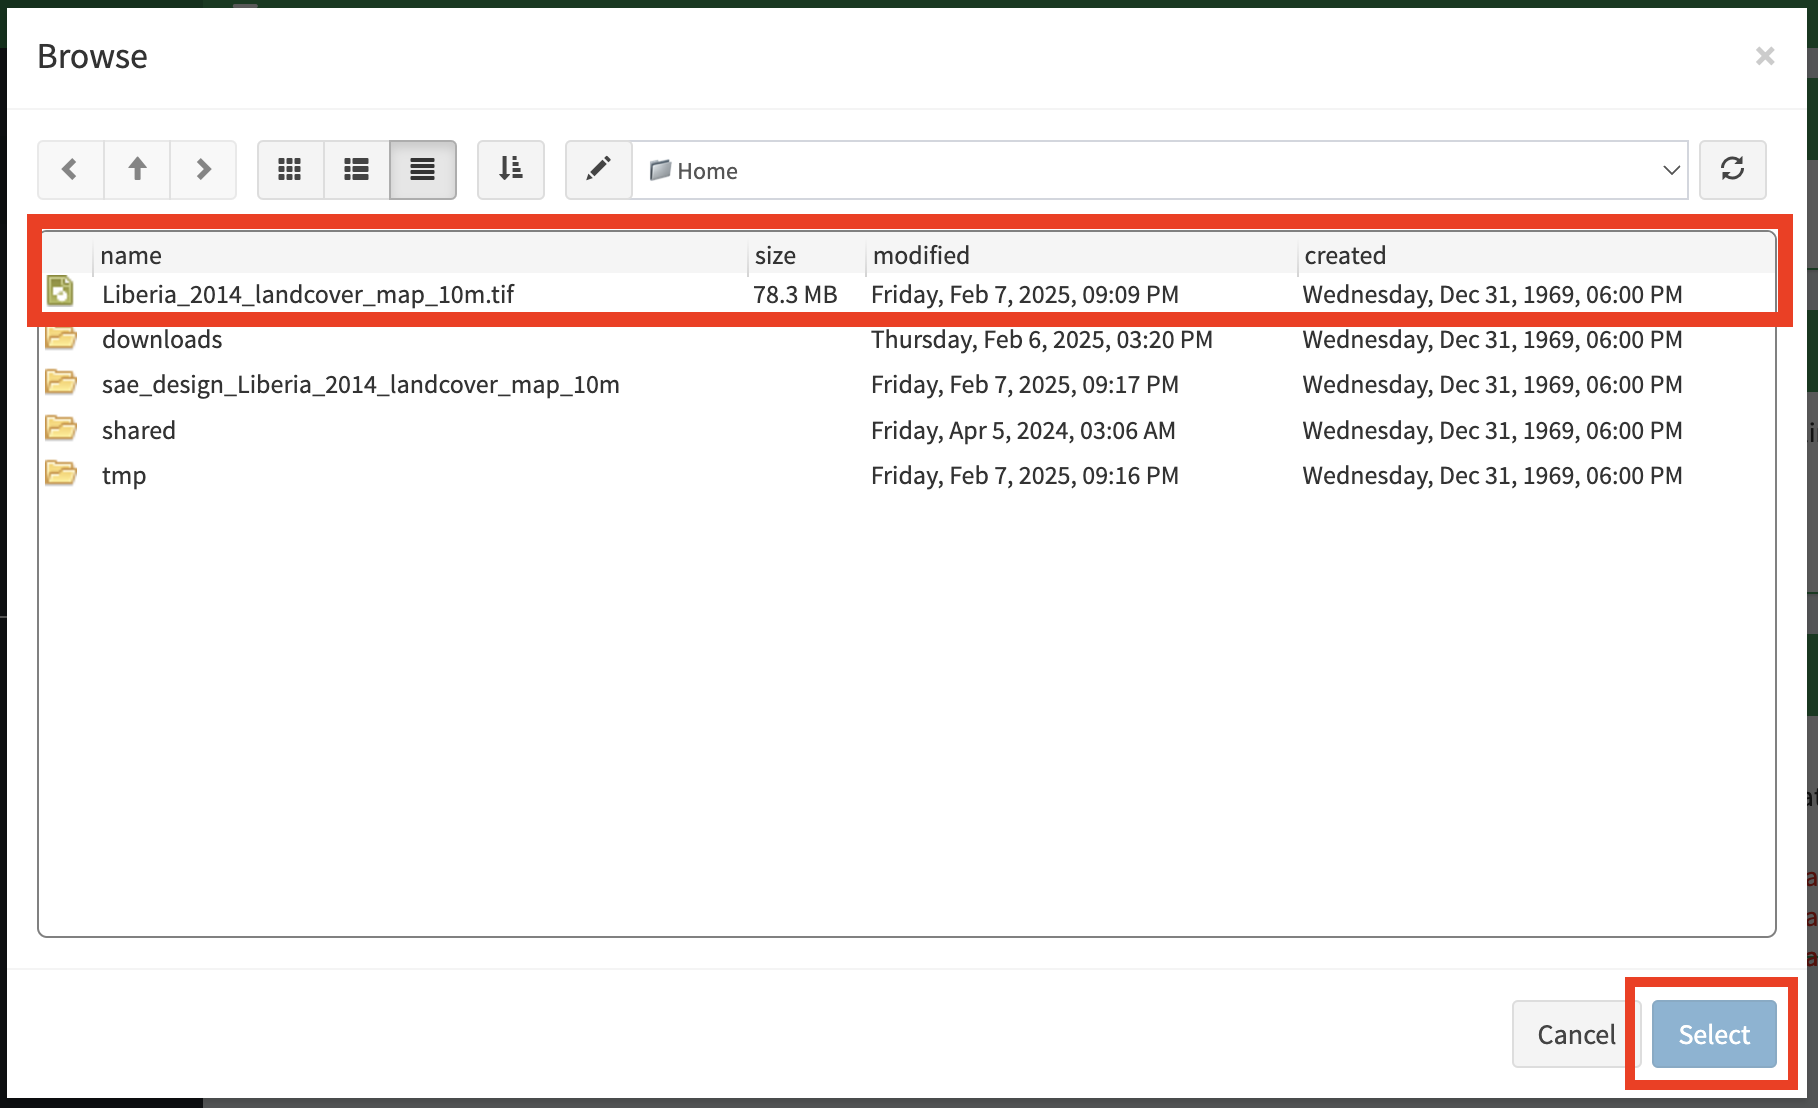 Browse
×
Home
name size modified created
Liberia_2014_landcover_map_10m.tif 78.3 MB Friday, Feb 7, 2025, 09:09 PM Wednesday, Dec 31, 1969, 06:00 PM
downloads Thursday, Feb 6, 2025, 03:20 PM Wednesday, Dec 31, 1969, 06:00 PM
sae_design_Liberia_2014_landcover_map_10m Friday, Feb 7, 2025, 09:17 PM Wednesday, Dec 31, 1969, 06:00 PM
shared Friday, Apr 5, 2024, 03:06 AM Wednesday, Dec 31, 1969, 06:00 PM
tmp Friday, Feb 7, 2025, 09:16 PM Wednesday, Dec 31, 1969, 06:00 PM
Cancel Select